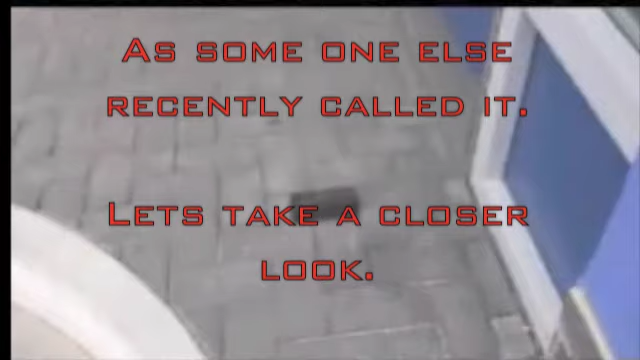 As some one else
recently called it.
Lets take a closer
look.